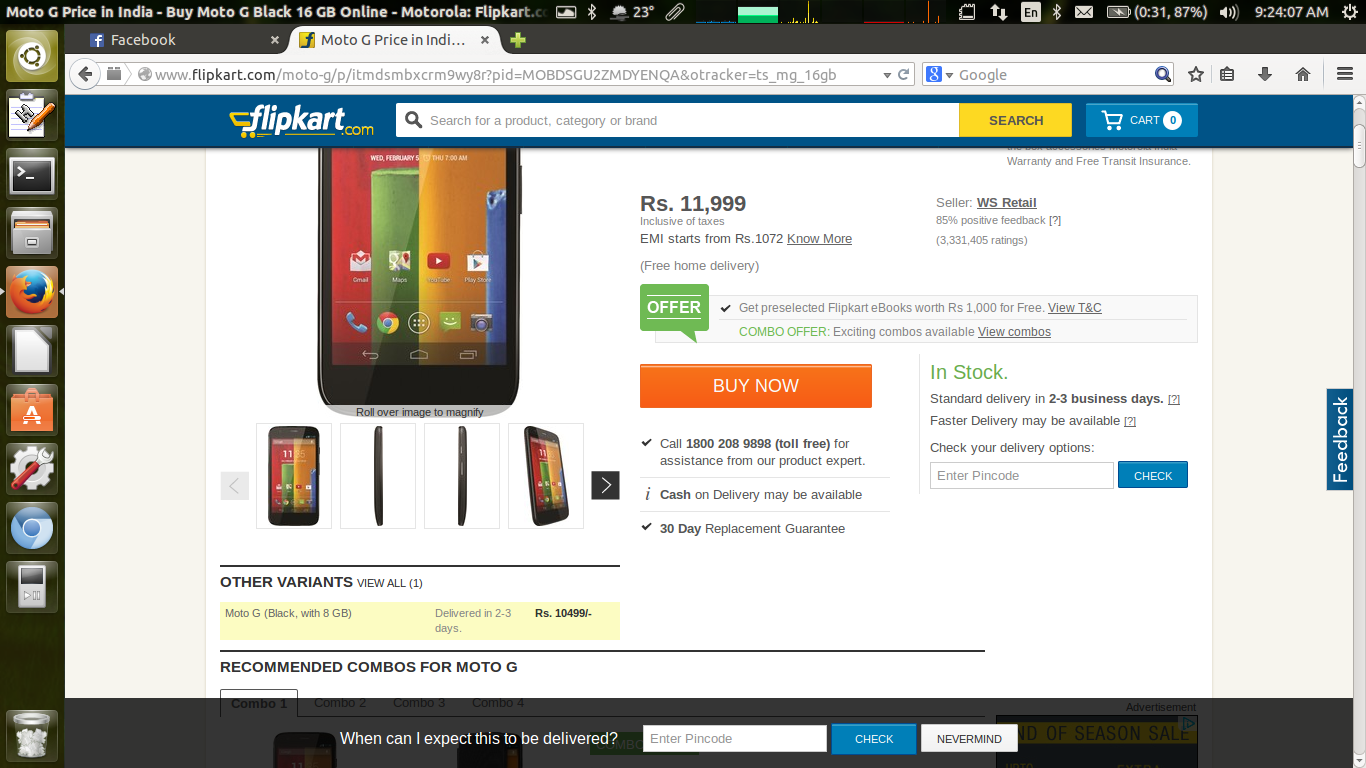 Moto G Price in India - Buy Moto G Black 16 GB Online - Motorola: Flipkart.co
23°
En
(0:31, 87%)
9:24:07 AM
Facebook
Moto G Price in Indi...
www.flipkart.com/moto-g/p/itmdsmbxcrm9wy8r?pid=MOBDSGU2ZMDYENQA&otracker=ts_mg_16gb
Google
flipkart.com
Search for a product, category or brand
SEARCH
CART 0
Warranty and Free Transit Insurance.
WED, FEBRUARY 5 THU 7:00 AM
Gmail Maps YouTube Play Store
Roll over image to magnify
Rs. 11,999
Inclusive of taxes
EMI starts from Rs.1072 Know More
(Free home delivery)
Seller: WS Retail
85% positive feedback [?]
(3,331,405 ratings)
OFFER
Get preselected Flipkart eBooks worth Rs 1,000 for Free. View T&C
COMBO OFFER: Exciting combos available View combos
BUY NOW
Call 1800 208 9898 (toll free) for
assistance from our product expert.
i Cash on Delivery may be available
30 Day Replacement Guarantee
In Stock.
Standard delivery in 2-3 business days. [?]
Faster Delivery may be available [?]
Check your delivery options:
Enter Pincode
CHECK
Feedback
OTHER VARIANTS VIEW ALL (1)
Moto G (Black, with 8 GB)
Delivered in 2-3
days.
Rs. 10499/-
RECOMMENDED COMBOS FOR MOTO G
Combo 1 Combo 2 Combo 3 Combo 4
Advertisement
When can I expect this to be delivered?
Enter Pincode
CHECK
NEVERMIND
OF SEASON SALE